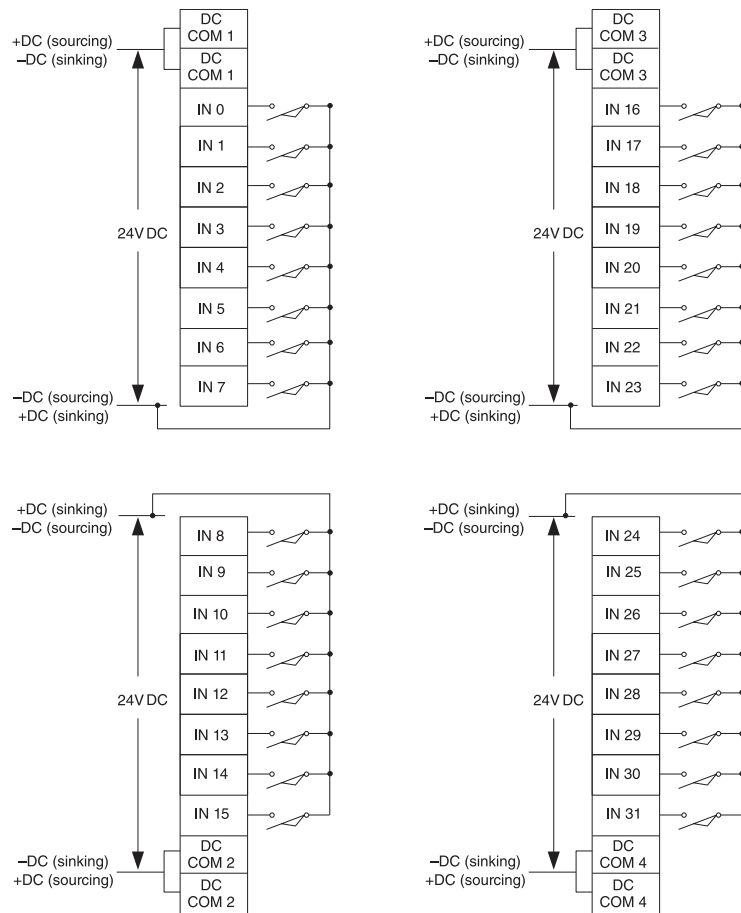 DC
COM 1
DC
COM 1
+DC (sourcing)
–DC (sinking)
IN 0
IN 1
IN 2
IN 3
24V DC
IN 4
IN 5
IN 6
IN 7
–DC (sourcing)
+DC (sinking)
DC
COM 3
DC
COM 3
+DC (sourcing)
–DC (sinking)
IN 16
IN 17
IN 18
IN 19
24V DC
IN 20
IN 21
IN 22
IN 23
–DC (sourcing)
+DC (sinking)
+DC (sinking)
–DC (sourcing)
IN 8
IN 9
IN 10
IN 11
24V DC
IN 12
IN 13
IN 14
IN 15
DC
COM 2
DC
COM 2
–DC (sinking)
+DC (sourcing)
+DC (sinking)
–DC (sourcing)
IN 24
IN 25
IN 26
IN 27
24V DC
IN 28
IN 29
IN 30
IN 31
DC
COM 4
DC
COM 4
–DC (sinking)
+DC (sourcing)